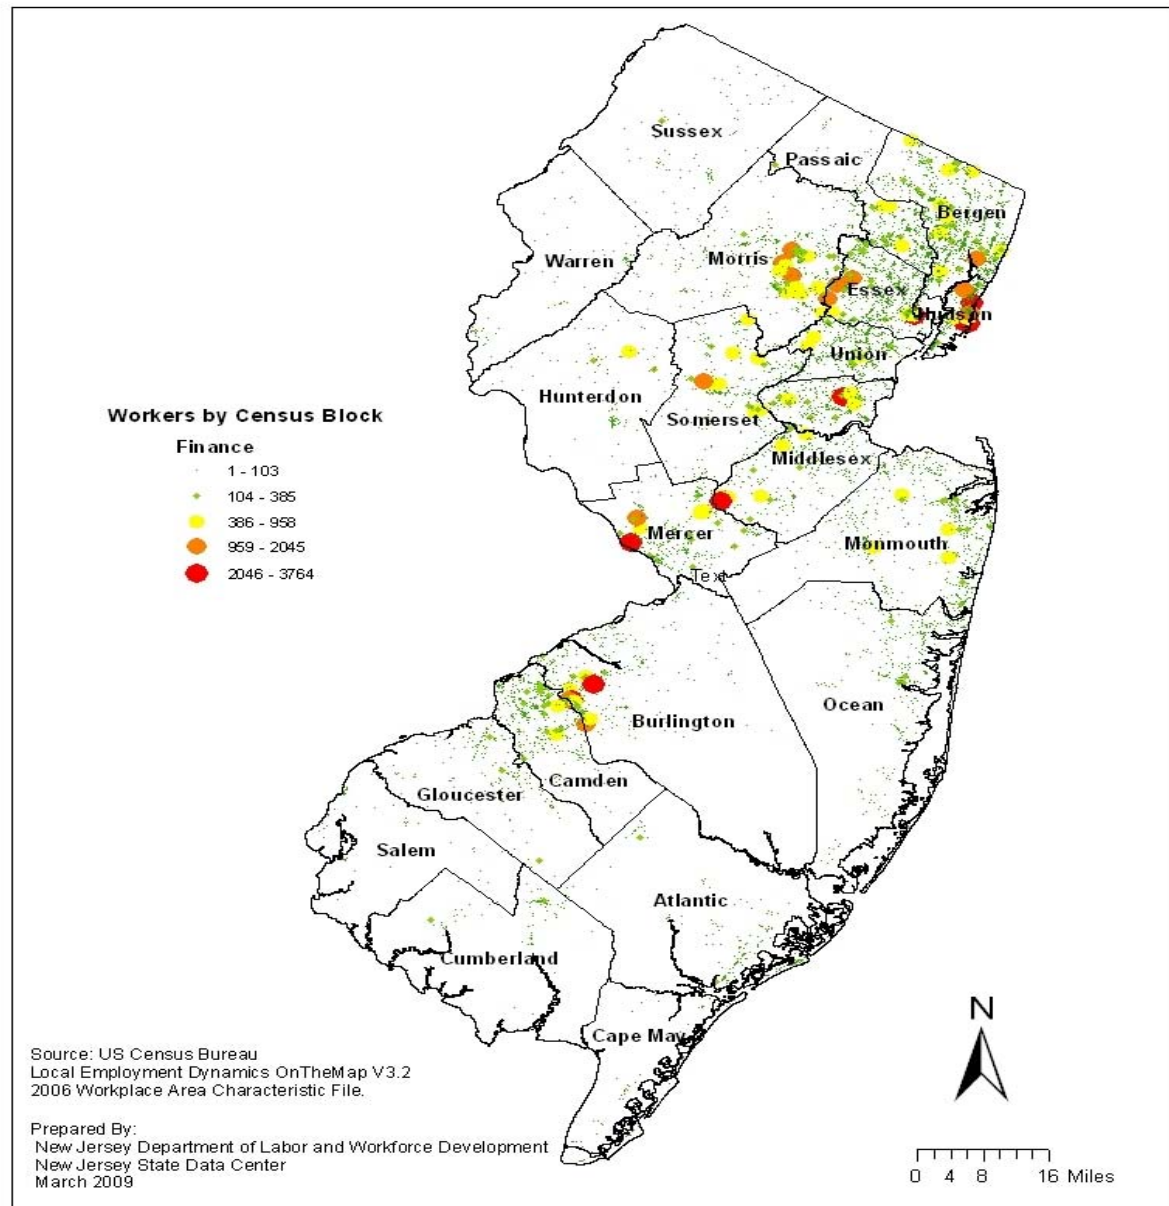 Sussex
Passaic
Bergen
Warren
Morris
Essex
Hudson
Union
Hunterdon
Somerset
Workers by Census Block
Finance
1 - 103
104 - 385
386 - 958
959 - 2045
2046 - 3764
Middlesex
Mercer
Monmouth
Text
Ocean
Burlington
Camden
Gloucester
Salem
Atlantic
Cumberland
Cape May
N
Source: US Census Bureau
Local Employment Dynamics OnTheMap V3.2
2006 Workplace Area Characteristic File.
Prepared By:
New Jersey Department of Labor and Workforce Development
New Jersey State Data Center
March 2009
0 4 8 16 Miles